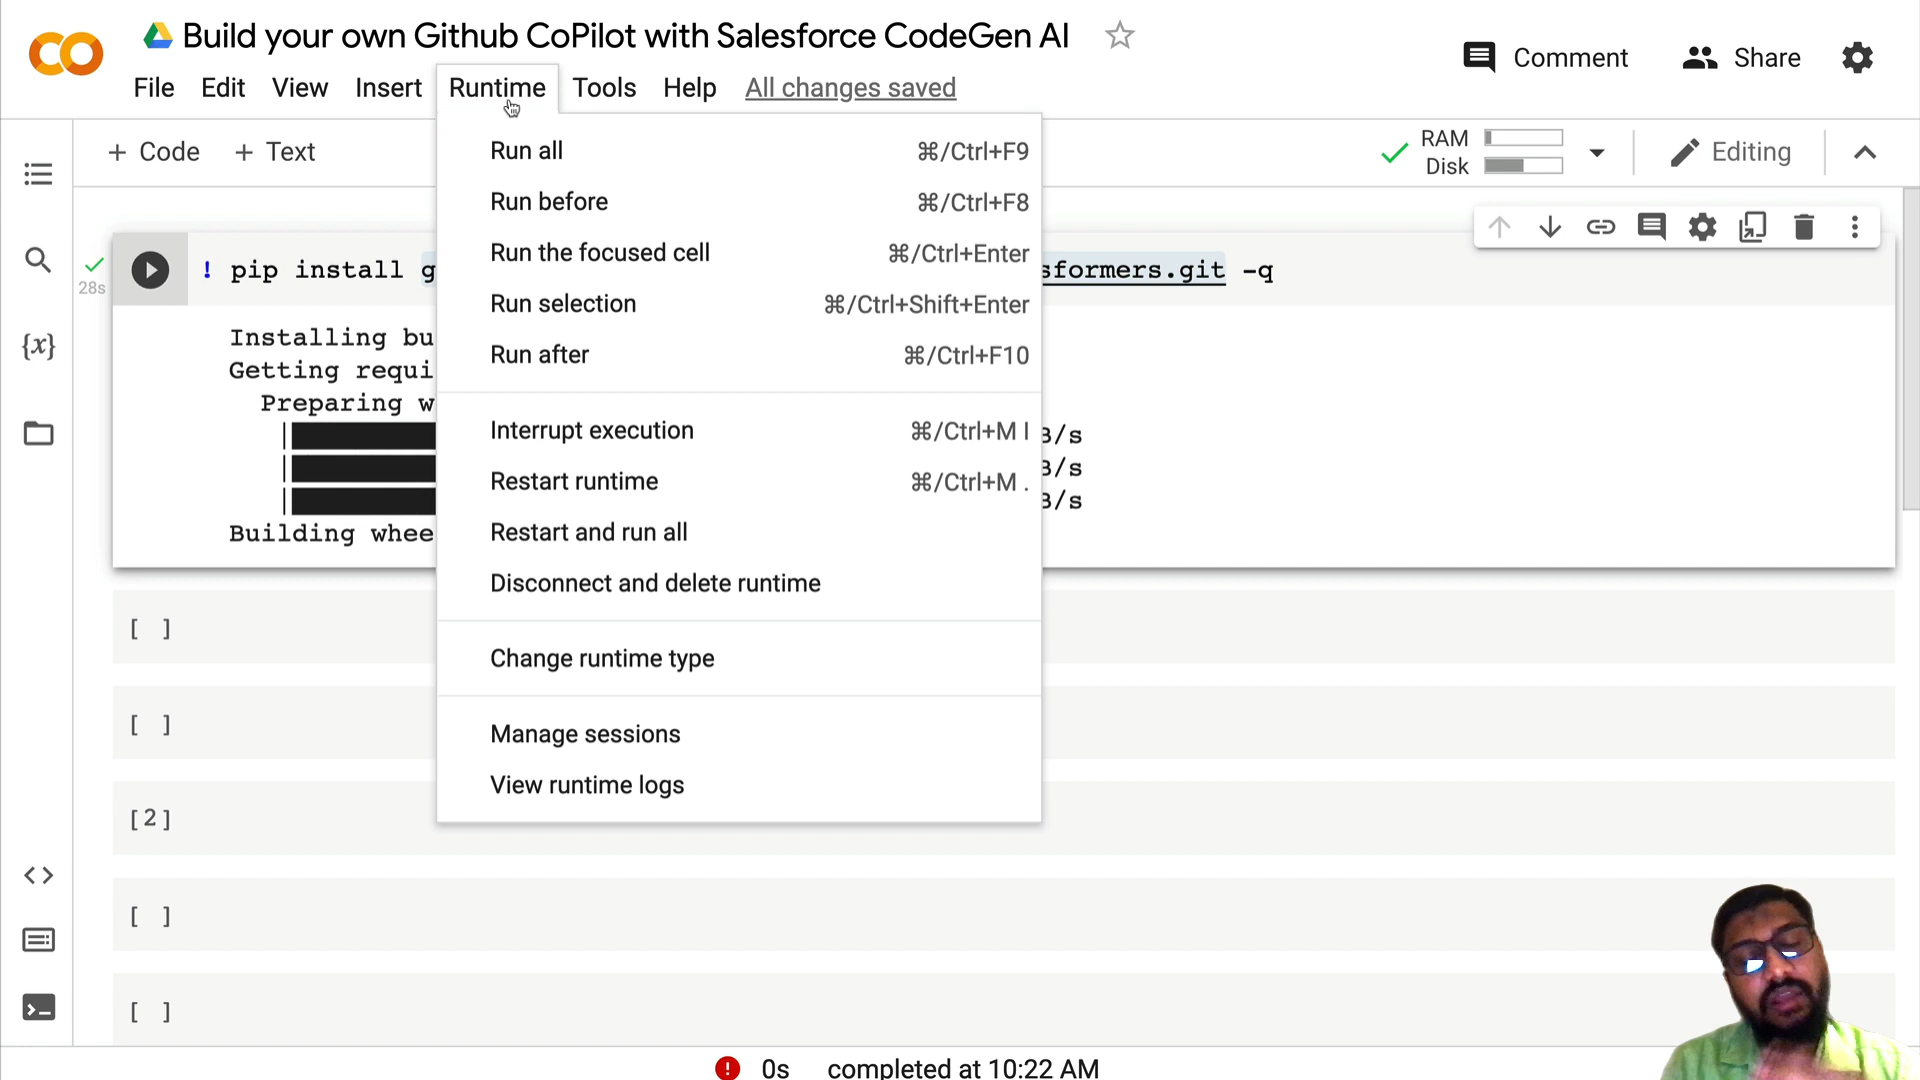 Build your own Github CoPilot with Salesforce CodeGen AI
Comment
Share
File Edit View Insert Runtime Tools Help All changes saved
+ Code + Text
RAM
Disk
Editing
Run all ⌘/Ctrl+F9
Run before ⌘/Ctrl+F8
Run the focused cell ⌘/Ctrl+Enter
Run selection ⌘/Ctrl+Shift+Enter
Run after ⌘/Ctrl+F10
Interrupt execution ⌘/Ctrl+M I
Restart runtime ⌘/Ctrl+M .
Restart and run all
Disconnect and delete runtime
Change runtime type
Manage sessions
View runtime logs
28s
! pip install g sformers.git -q
Installing bu
Getting requi
Preparing w
B/s
B/s
B/s
Building whee
{x}
[ ]
[ ]
[2]
[ ]
[ ]
0s completed at 10:22 AM